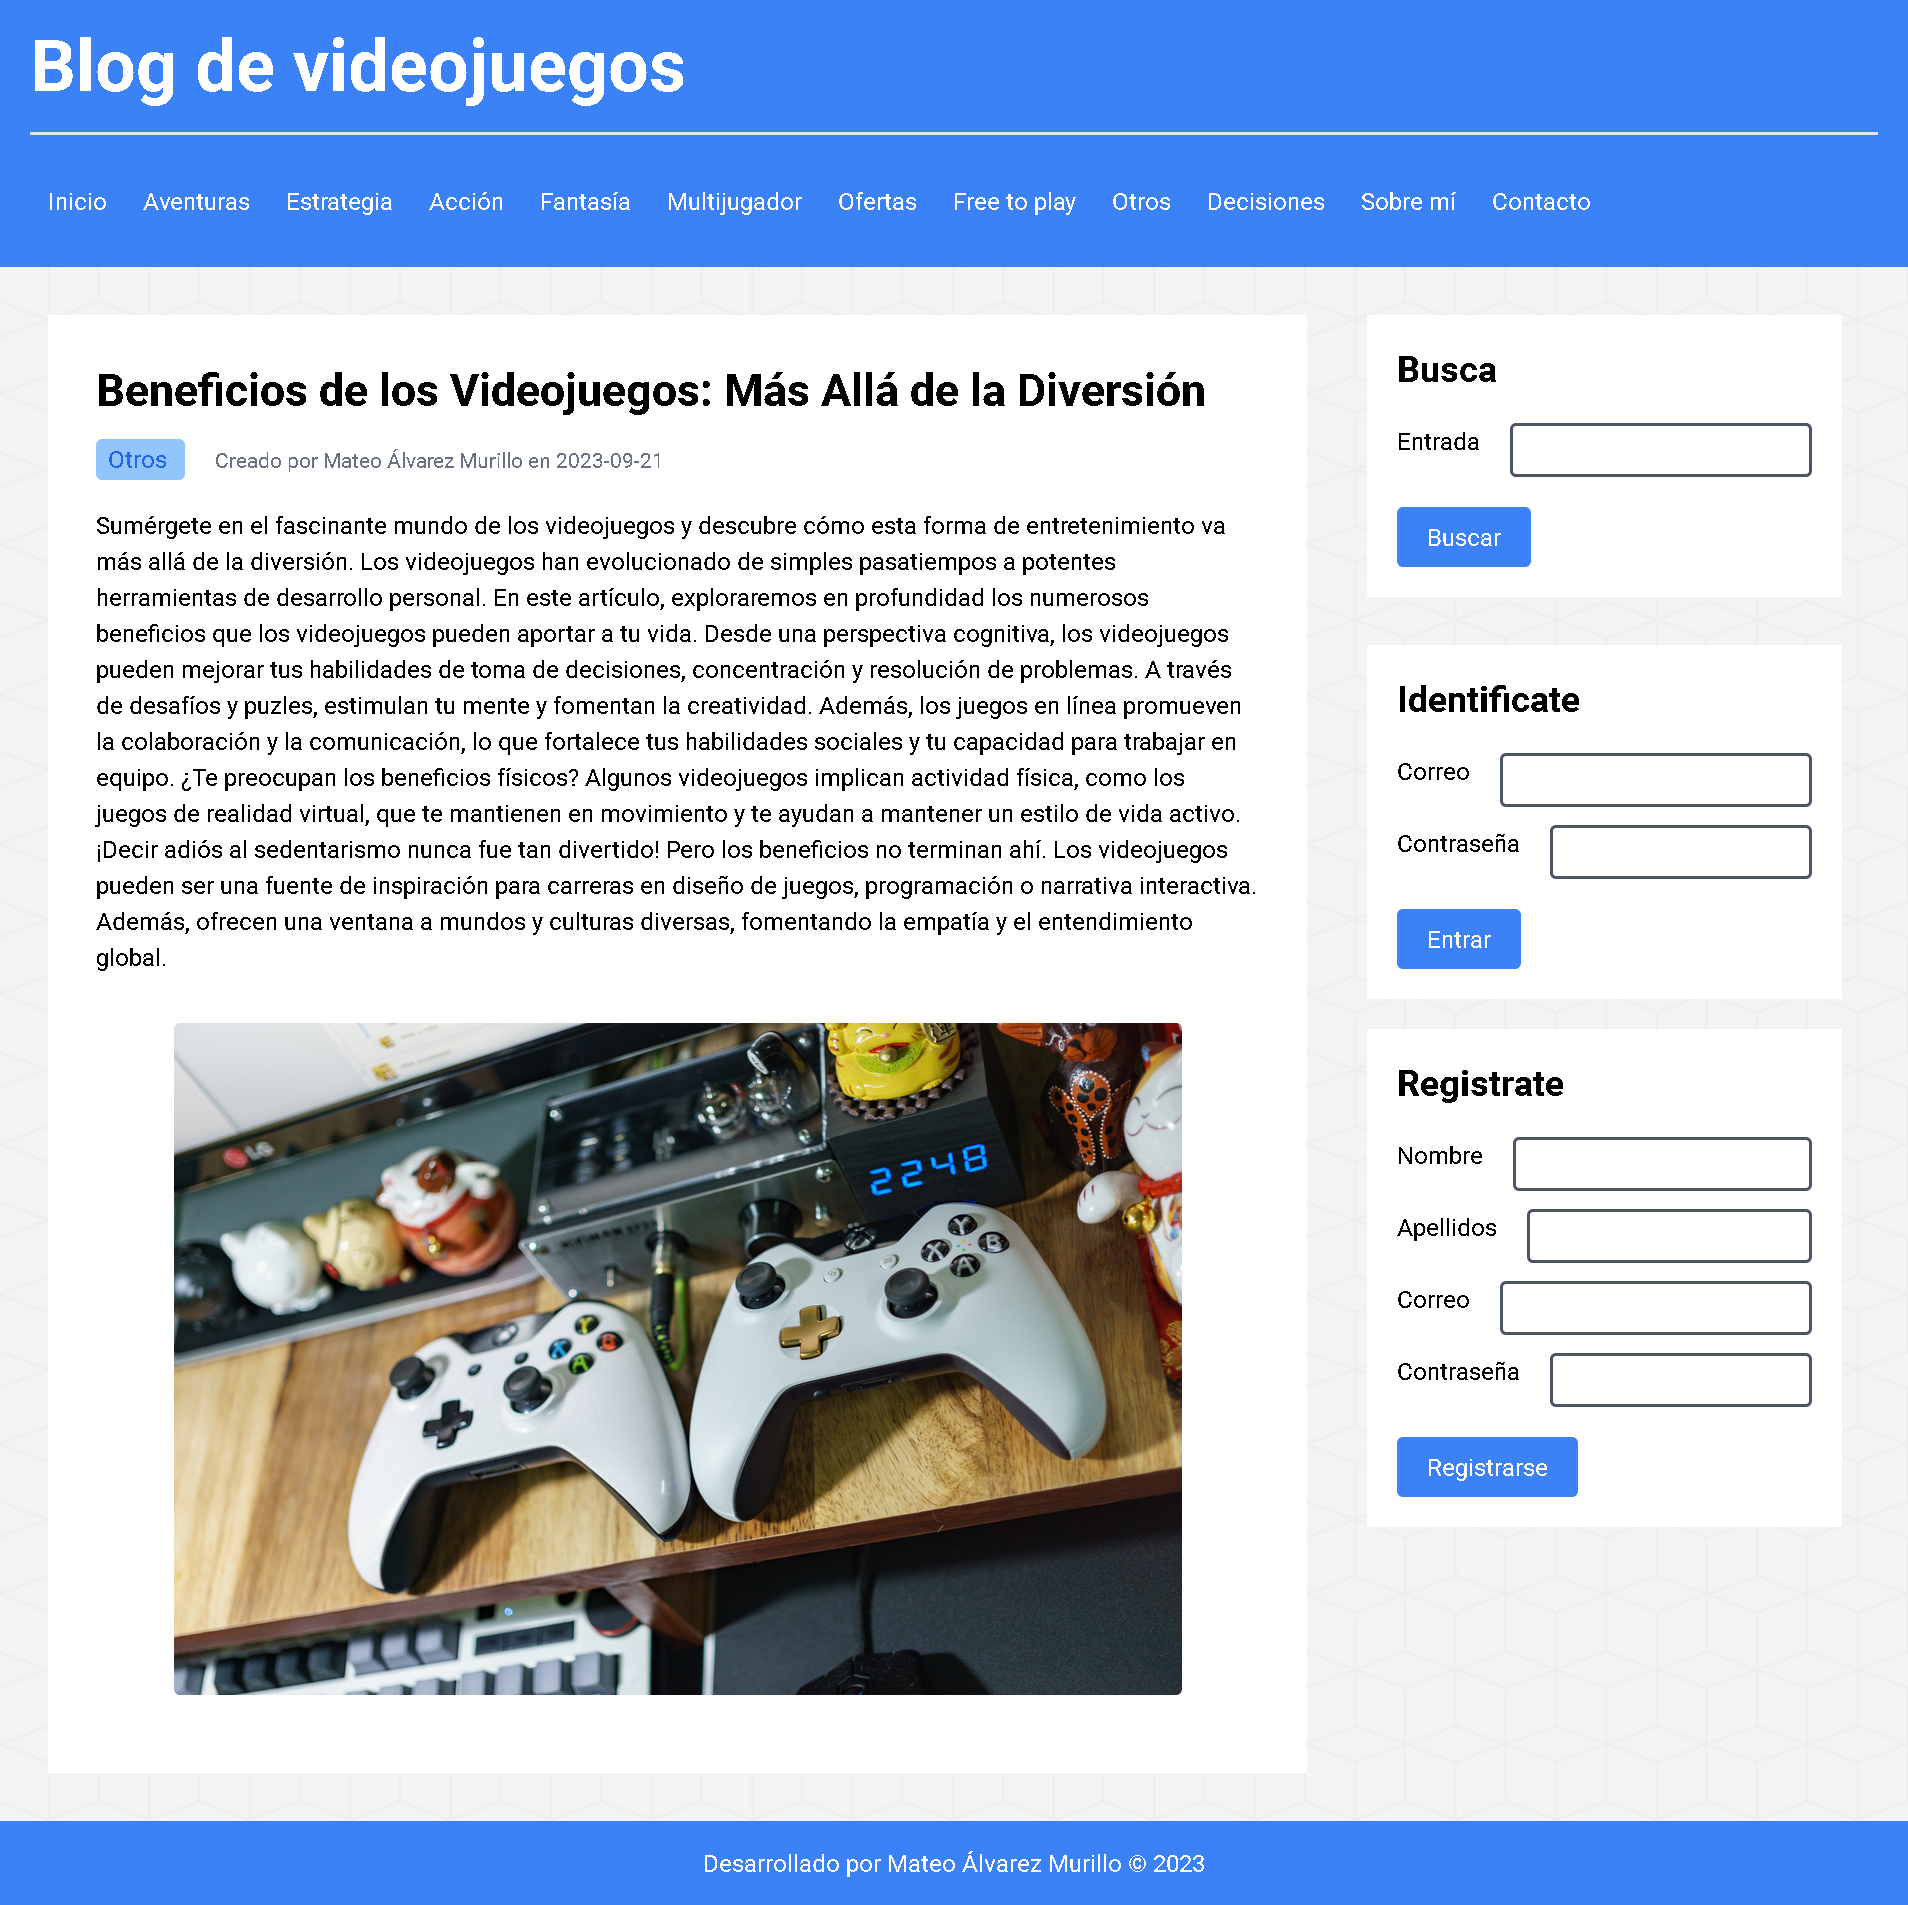 Blog de videojuegos
Inicio Aventuras Estrategia Acción Fantasía Multijugador Ofertas Free to play Otros Decisiones Sobre mí Contacto
Beneficios de los Videojuegos: Más Allá de la Diversión
Otros Creado por Mateo Álvarez Murillo en 2023-09-21
Sumérgete en el fascinante mundo de los videojuegos y descubre cómo esta forma de entretenimiento va
más allá de la diversión. Los videojuegos han evolucionado de simples pasatiempos a potentes
herramientas de desarrollo personal. En este artículo, exploraremos en profundidad los numerosos
beneficios que los videojuegos pueden aportar a tu vida. Desde una perspectiva cognitiva, los videojuegos
pueden mejorar tus habilidades de toma de decisiones, concentración y resolución de problemas. A través
de desafíos y puzles, estimulan tu mente y fomentan la creatividad. Además, los juegos en línea promueven
la colaboración y la comunicación, lo que fortalece tus habilidades sociales y tu capacidad para trabajar en
equipo. ¿Te preocupan los beneficios físicos? Algunos videojuegos implican actividad física, como los
juegos de realidad virtual, que te mantienen en movimiento y te ayudan a mantener un estilo de vida activo.
¡Decir adiós al sedentarismo nunca fue tan divertido! Pero los beneficios no terminan ahí. Los videojuegos
pueden ser una fuente de inspiración para carreras en diseño de juegos, programación o narrativa interactiva.
Además, ofrecen una ventana a mundos y culturas diversas, fomentando la empatía y el entendimiento
global.
LG
2248
Y
X B
A
Y
X B
A
Busca
Entrada
Buscar
Identificate
Correo
Contraseña
Entrar
Registrate
Nombre
Apellidos
Correo
Contraseña
Registrarse
Desarrollado por Mateo Álvarez Murillo © 2023